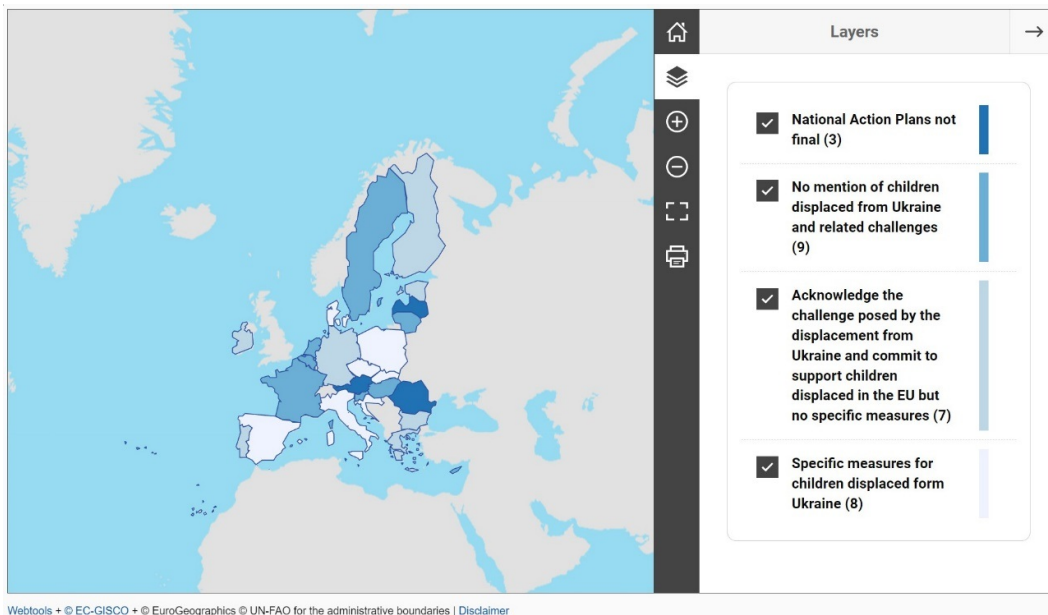 Layers
National Action Plans not
final (3)
No mention of children
displaced from Ukraine
and related challenges
(9)
Acknowledge the
challenge posed by the
displacement from
Ukraine and commit to
support children
displaced in the EU but
no specific measures (7)
Specific measures for
children displaced form
Ukraine (8)
Webtools + © EC-GISCO + © EuroGeographics © UN-FAO for the administrative boundaries | Disclaimer